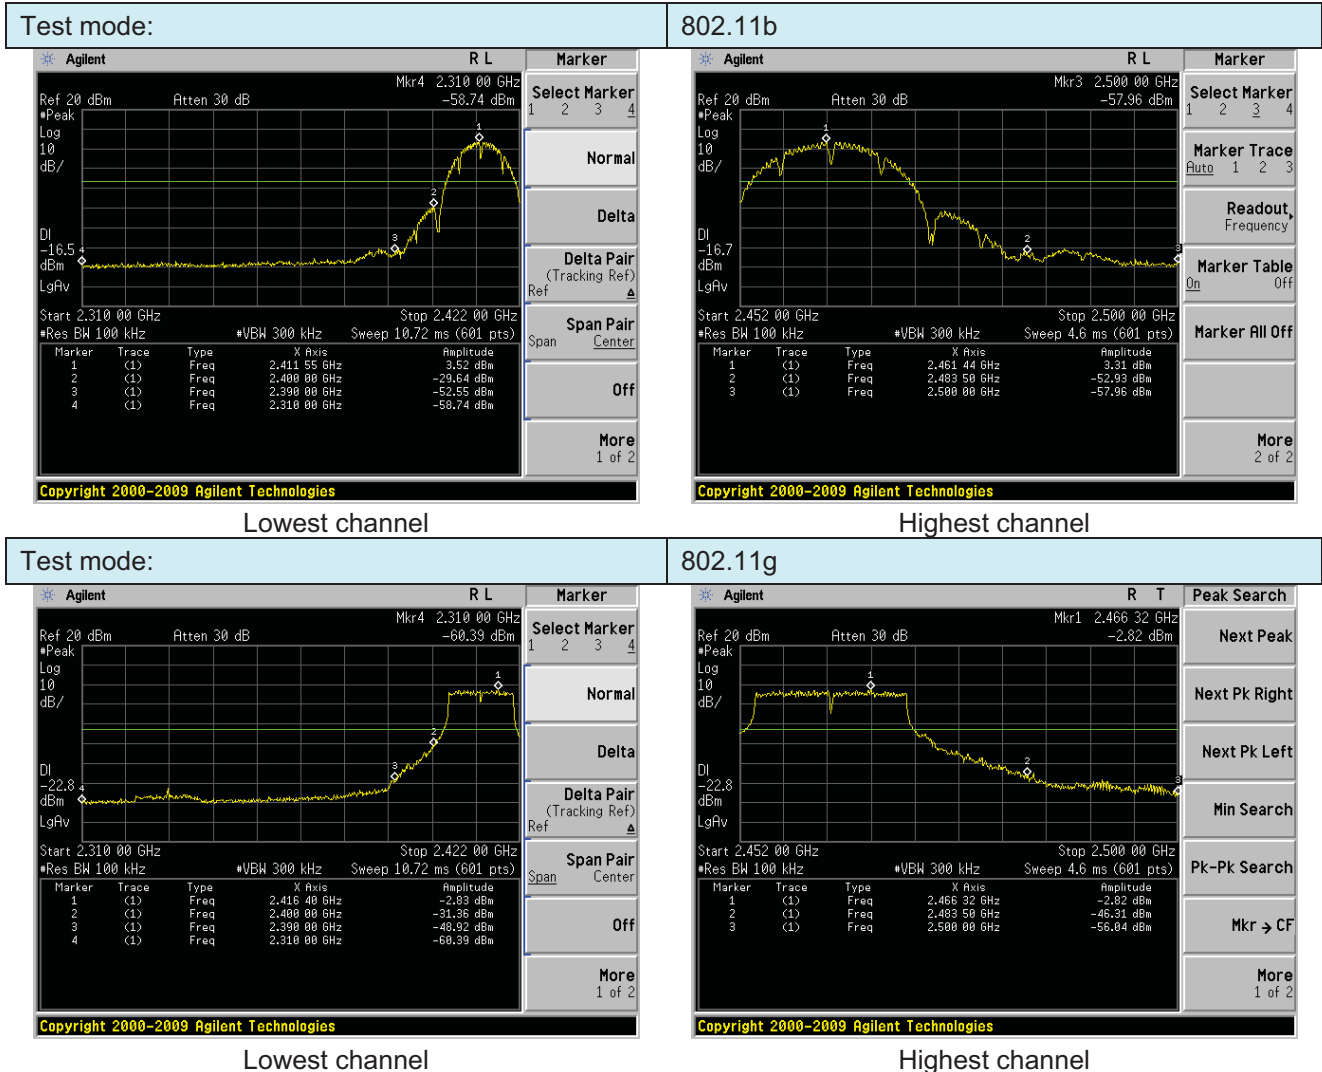 Test mode: 802.11b
Agilent R L Marker
Mkr4 2.310 00 GHz
Ref 20 dBm Atten 30 dB -58.74 dBm
#Peak
Log
10
dB/
DI
-16.5
dBm
LgAv
1
2
3
4
Start 2.310 00 GHz Stop 2.422 00 GHz
#Res BW 100 kHz #VBW 300 kHz Sweep 10.72 ms (601 pts)
Marker Trace Type X Axis Amplitude
1 (1) Freq 2.411 55 GHz 3.52 dBm
2 (1) Freq 2.400 00 GHz -29.64 dBm
3 (1) Freq 2.390 00 GHz -52.55 dBm
4 (1) Freq 2.310 00 GHz -58.74 dBm
Select Marker
1 2 3 4
Normal
Delta
Delta Pair
(Tracking Ref)
Ref Δ
Span Pair
Span Center
Off
More
1 of 2
Copyright 2000-2009 Agilent Technologies
Lowest channel
Agilent R L Marker
Mkr3 2.500 00 GHz
Ref 20 dBm Atten 30 dB -57.96 dBm
#Peak
Log
10
dB/
DI
-16.7
dBm
LgAv
1
2
3
Start 2.452 00 GHz Stop 2.500 00 GHz
#Res BW 100 kHz #VBW 300 kHz Sweep 4.6 ms (601 pts)
Marker Trace Type X Axis Amplitude
1 (1) Freq 2.461 44 GHz 3.31 dBm
2 (1) Freq 2.483 50 GHz -52.93 dBm
3 (1) Freq 2.500 00 GHz -57.96 dBm
Select Marker
1 2 3 4
Marker Trace
Auto 1 2 3
Readout
Frequency
Marker Table
On Off
Marker All Off
More
2 of 2
Copyright 2000-2009 Agilent Technologies
Highest channel
Test mode: 802.11g
Agilent R L Marker
Mkr4 2.310 00 GHz
Ref 20 dBm Atten 30 dB -60.39 dBm
#Peak
Log
10
dB/
DI
-22.8
dBm
LgAv
1
2
3
4
Start 2.310 00 GHz Stop 2.422 00 GHz
#Res BW 100 kHz #VBW 300 kHz Sweep 10.72 ms (601 pts)
Marker Trace Type X Axis Amplitude
1 (1) Freq 2.416 40 GHz -2.83 dBm
2 (1) Freq 2.400 00 GHz -31.36 dBm
3 (1) Freq 2.390 00 GHz -48.92 dBm
4 (1) Freq 2.310 00 GHz -60.39 dBm
Select Marker
1 2 3 4
Normal
Delta
Delta Pair
(Tracking Ref)
Ref Δ
Span Pair
Span Center
Off
More
1 of 2
Copyright 2000-2009 Agilent Technologies
Lowest channel
Agilent R T Peak Search
Mkr1 2.466 32 GHz
Ref 20 dBm Atten 30 dB -2.82 dBm
#Peak
Log
10
dB/
DI
-22.8
dBm
LgAv
1
2
3
Start 2.452 00 GHz Stop 2.500 00 GHz
#Res BW 100 kHz #VBW 300 kHz Sweep 4.6 ms (601 pts)
Marker Trace Type X Axis Amplitude
1 (1) Freq 2.466 32 GHz -2.82 dBm
2 (1) Freq 2.483 50 GHz -46.31 dBm
3 (1) Freq 2.500 00 GHz -56.04 dBm
Next Peak
Next Pk Right
Next Pk Left
Min Search
Pk-Pk Search
Mkr → CF
More
1 of 2
Copyright 2000-2009 Agilent Technologies
Highest channel